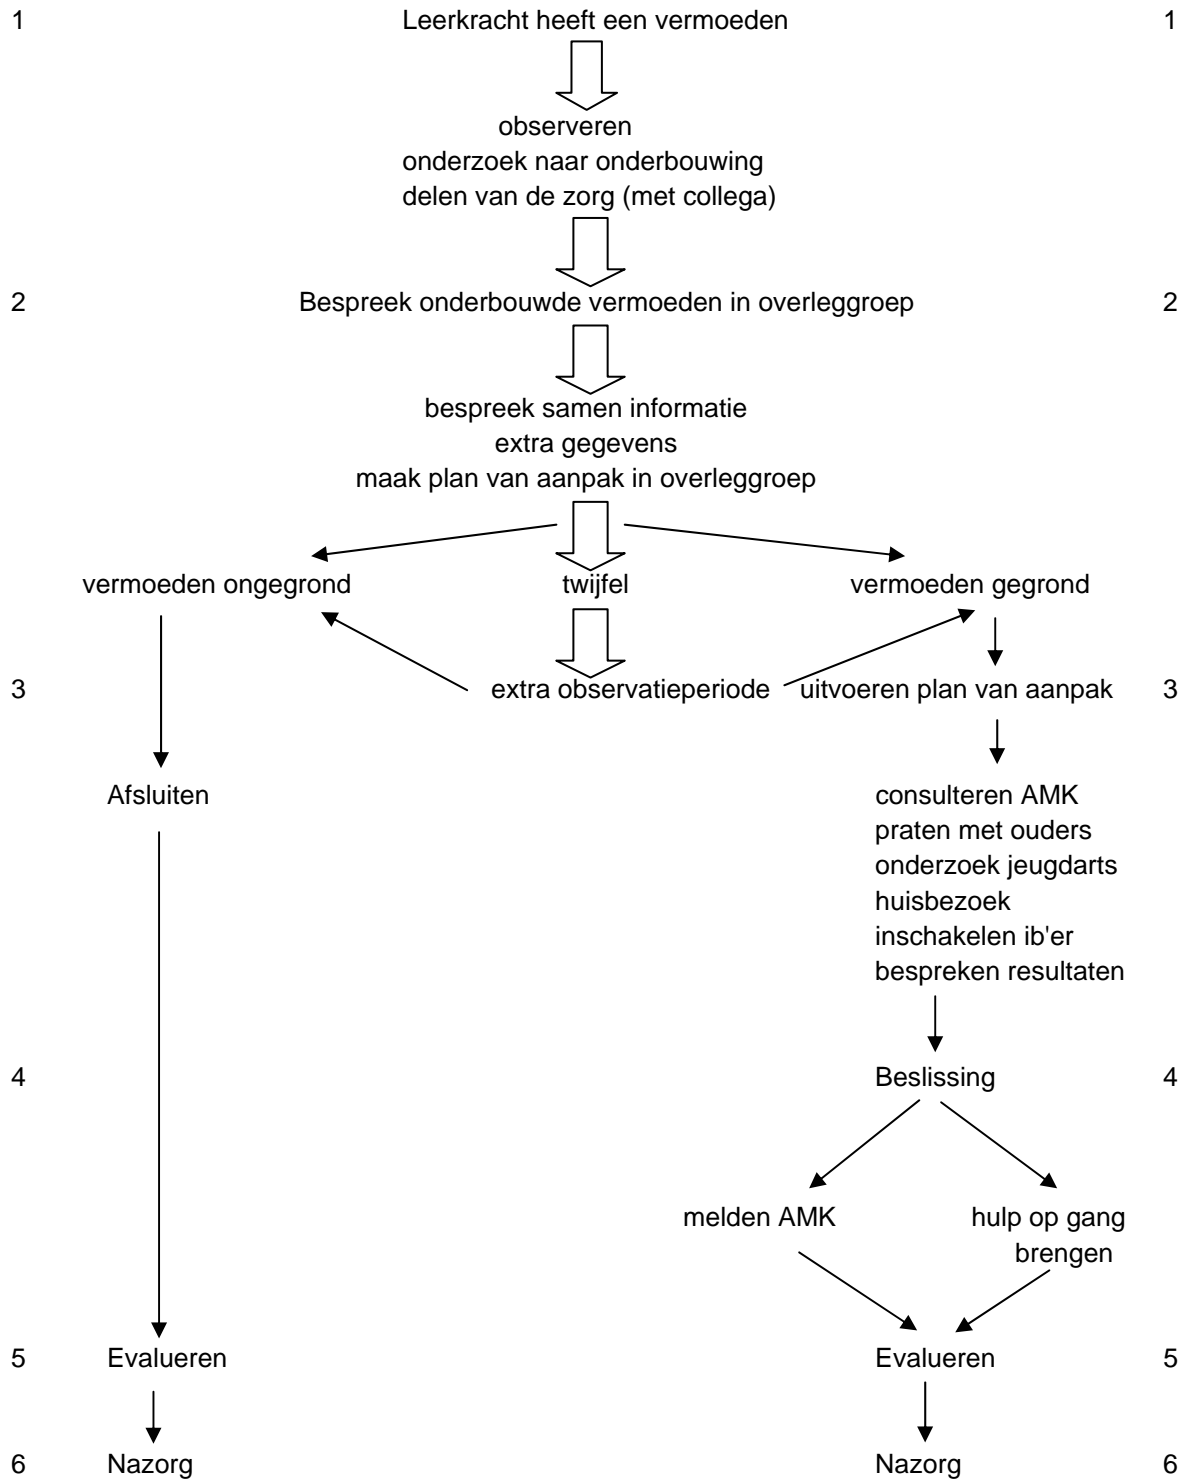 1 Leerkracht heeft een vermoeden 1
observeren
onderzoek naar onderbouwing
delen van de zorg (met collega)
2 Bespreek onderbouwde vermoeden in overleggroep 2
bespreek samen informatie
extra gegevens
maak plan van aanpak in overleggroep
vermoeden ongegrond twijfel vermoeden gegrond
3 extra observatieperiode uitvoeren plan van aanpak 3
Afsluiten consulteren AMK
praten met ouders
onderzoek jeugdarts
huisbezoek
inschakelen ib'er
bespreken resultaten
4 Beslissing 4
melden AMK hulp op gang
brengen
5 Evalueren Evalueren 5
6 Nazorg Nazorg 6